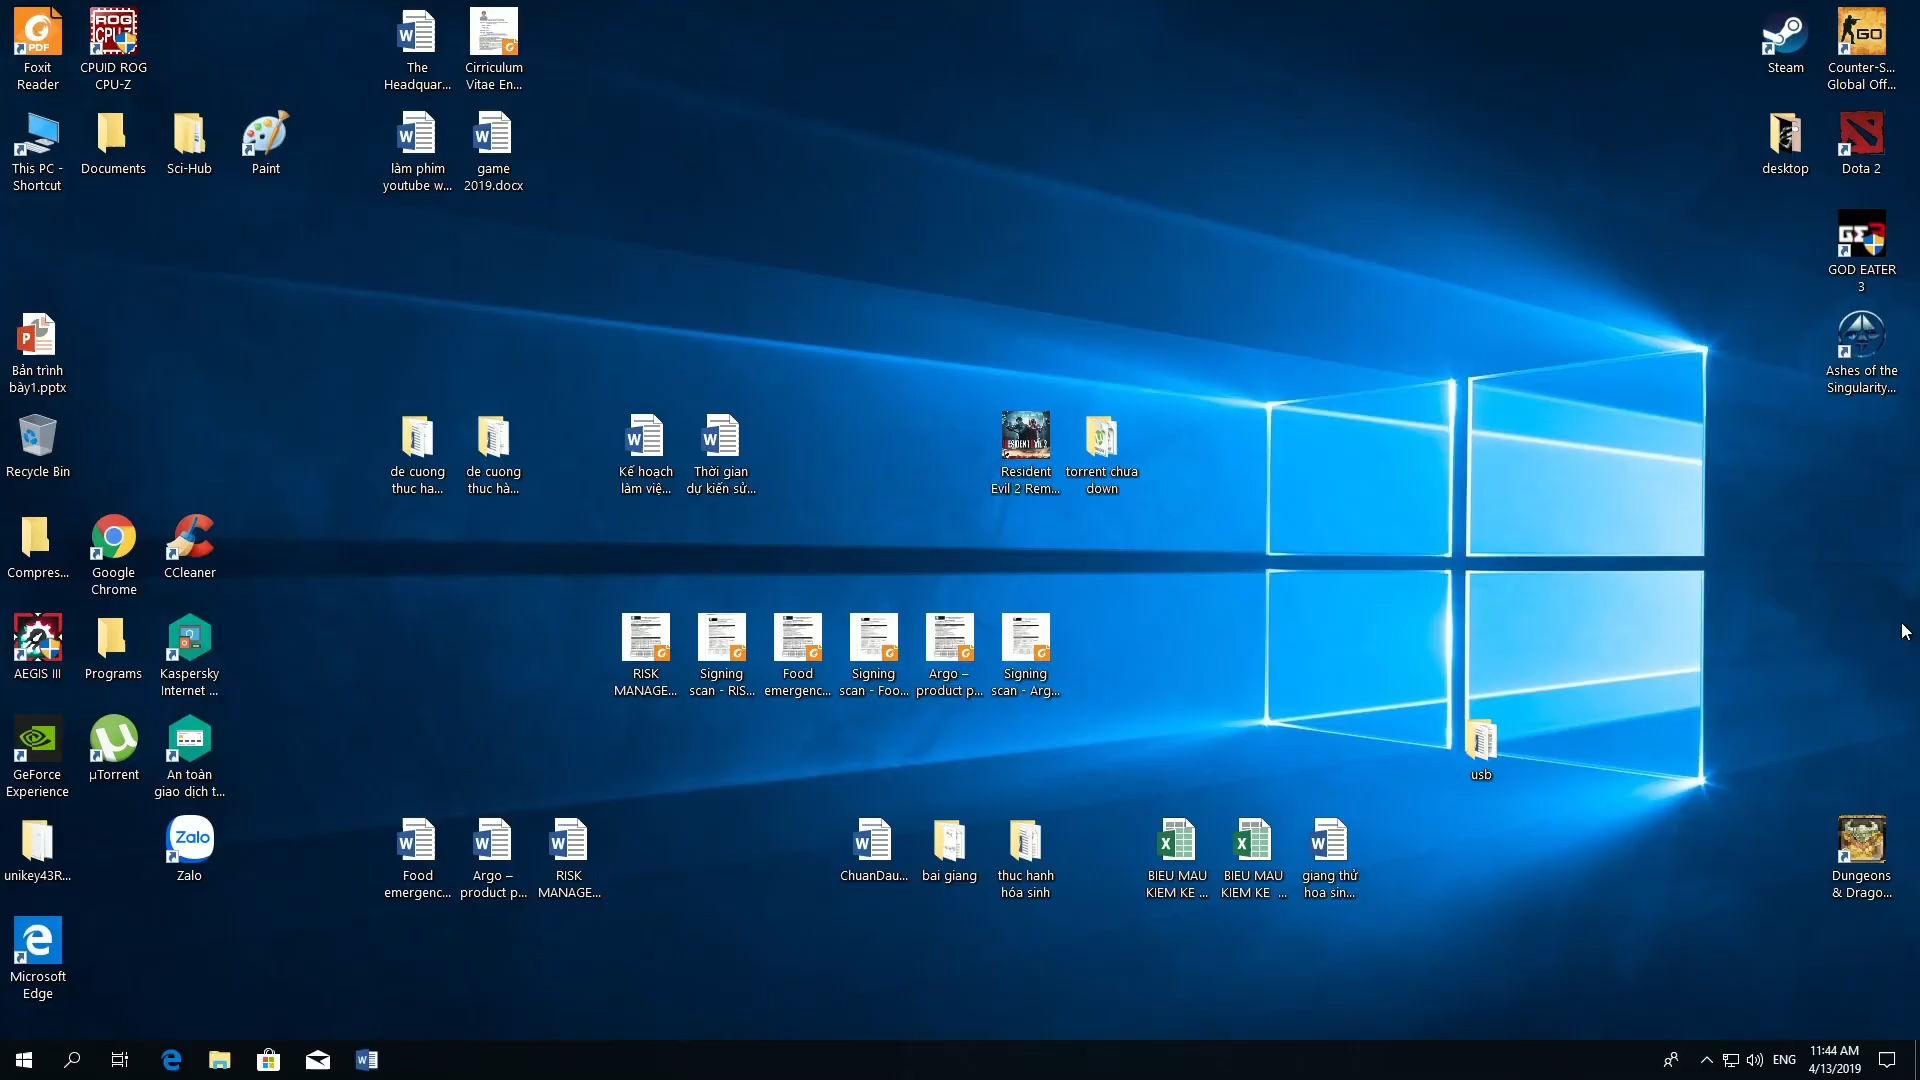 Foxit
Reader
CPUID ROG
CPU-Z
The
Headquar...
Cirriculum
Vitae En...
Steam
Counter-S...
Global Off...
This PC -
Shortcut
Documents
Sci-Hub
Paint
làm phim
youtube w...
game
2019.docx
desktop
Dota 2
GOD EATER
3
Bản trình
bày1.pptx
Ashes of the
Singularity...
Recycle Bin
de cuong
thuc ha...
de cuong
thuc hà...
Kế hoạch
làm việ...
Thời gian
dự kiến sử...
Resident
Evil 2 Rem...
torrent chưa
down
Compres...
Google
Chrome
CCleaner
AEGIS III
Programs
Kaspersky
Internet ...
RISK
MANAGE...
Signing
scan - RIS...
Food
emergenc...
Signing
scan - Foo...
Argo –
product p...
Signing
scan - Arg...
GeForce
Experience
µTorrent
An toàn
giao dịch t...
usb
unikey43R...
Zalo
Zalo
Food
emergenc...
Argo –
product p...
RISK
MANAGE...
ChuanDau...
bai giang
thuc hanh
hóa sinh
BIEU MAU
KIEM KE ...
BIEU MAU
KIEM KE ...
giang thử
hoa sin...
Dungeons
& Drago...
Microsoft
Edge
ENG
11:44 AM
4/13/2019